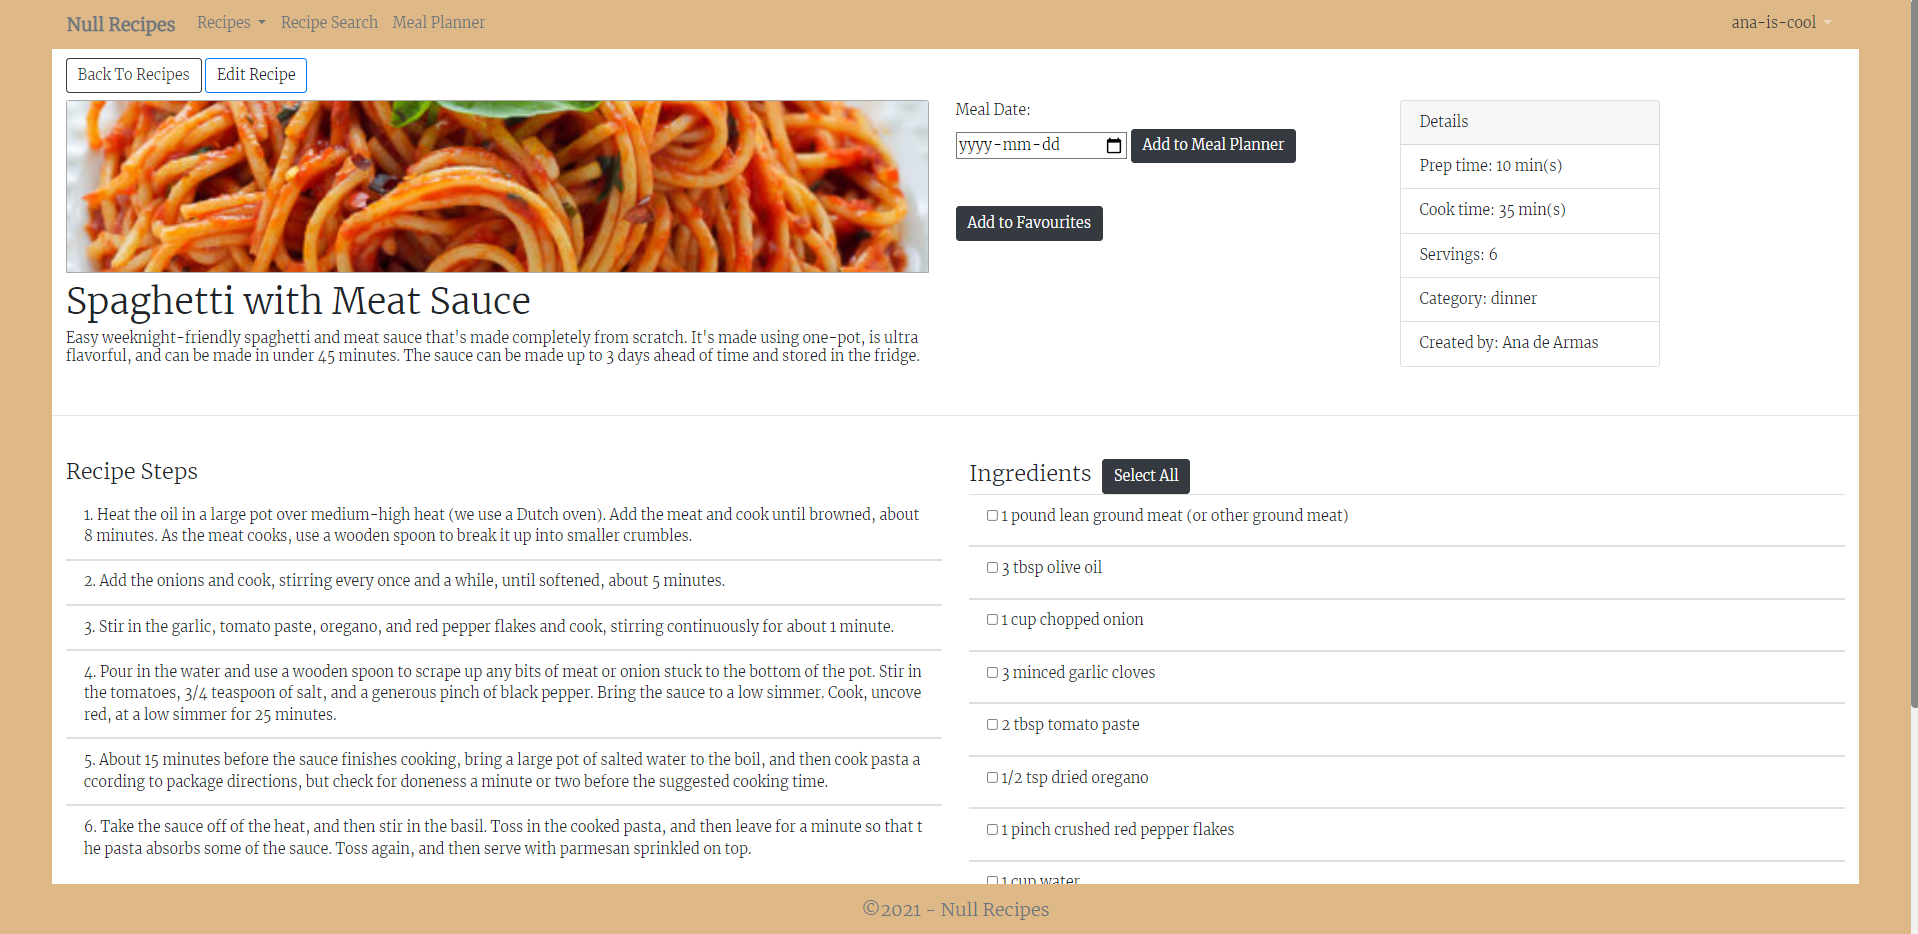 Null Recipes Recipes Recipe Search Meal Planner ana-is-cool
Back To Recipes Edit Recipe
Spaghetti with Meat Sauce
Easy weeknight-friendly spaghetti and meat sauce that's made completely from scratch. It's made using one-pot, is ultra
flavorful, and can be made in under 45 minutes. The sauce can be made up to 3 days ahead of time and stored in the fridge.
Meal Date:
yyyy-mm-dd Add to Meal Planner
Add to Favourites
Details
Prep time: 10 min(s)
Cook time: 35 min(s)
Servings: 6
Category: dinner
Created by: Ana de Armas
Recipe Steps
1. Heat the oil in a large pot over medium-high heat (we use a Dutch oven). Add the meat and cook until browned, about
8 minutes. As the meat cooks, use a wooden spoon to break it up into smaller crumbles.
2. Add the onions and cook, stirring every once and a while, until softened, about 5 minutes.
3. Stir in the garlic, tomato paste, oregano, and red pepper flakes and cook, stirring continuously for about 1 minute.
4. Pour in the water and use a wooden spoon to scrape up any bits of meat or onion stuck to the bottom of the pot. Stir in
the tomatoes, 3/4 teaspoon of salt, and a generous pinch of black pepper. Bring the sauce to a low simmer. Cook, uncove
red, at a low simmer for 25 minutes.
5. About 15 minutes before the sauce finishes cooking, bring a large pot of salted water to the boil, and then cook pasta a
ccording to package directions, but check for doneness a minute or two before the suggested cooking time.
6. Take the sauce off of the heat, and then stir in the basil. Toss in the cooked pasta, and then leave for a minute so that t
he pasta absorbs some of the sauce. Toss again, and then serve with parmesan sprinkled on top.
Ingredients Select All
1 pound lean ground meat (or other ground meat)
3 tbsp olive oil
1 cup chopped onion
3 minced garlic cloves
2 tbsp tomato paste
1/2 tsp dried oregano
1 pinch crushed red pepper flakes
1 cup water
©2021 - Null Recipes